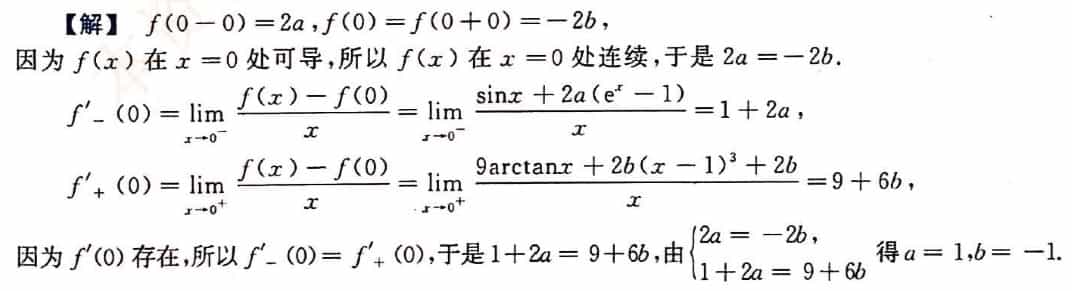 【解】 f(0-0)=2a,f(0)=f(0+0)=-2b,
因为 f(x) 在 x=0 处可导,所以 f(x) 在 x=0 处连续,于是 2a=-2b.
f'₋(0)=lim_{x→0⁻} (f(x)-f(0))/x = lim_{x→0⁻} (sinx+2a(eˣ-1))/x =1+2a,
f'₊(0)=lim_{x→0⁺} (f(x)-f(0))/x = lim_{x→0⁺} (9arctanx+2b(x-1)³+2b)/x =9+6b,
因为 f'(0) 存在,所以 f'₋(0)=f'₊(0),于是 1+2a=9+6b,由 {2a=-2b, 1+2a=9+6b 得 a=1,b=-1.